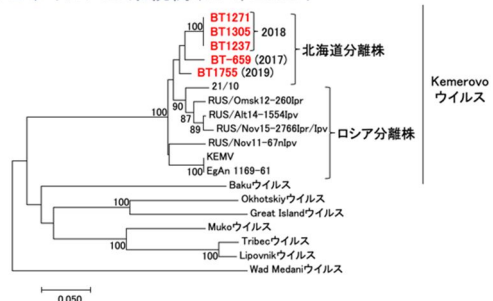 BT1271
100
BT1305
2018
BT1237
北海道分離株
BT-659 (2017)
BT1755 (2019)
21/10
90
RUS/Omsk12-260Ipr
100
87
RUS/Alt14-1554Ipv
89
RUS/Nov15-2766Ipr/Ipv
ロシア分離株
RUS/Nov11-67nIpv
KEMV
100
EgAn 1169-61
Kemerovo
ウイルス
Bakuウイルス
100
Okhotskiyウイルス
Great Islandウイルス
Mukoウイルス
100
Tribecウイルス
100
Lipovnikウイルス
Wad Medaniウイルス
0.050